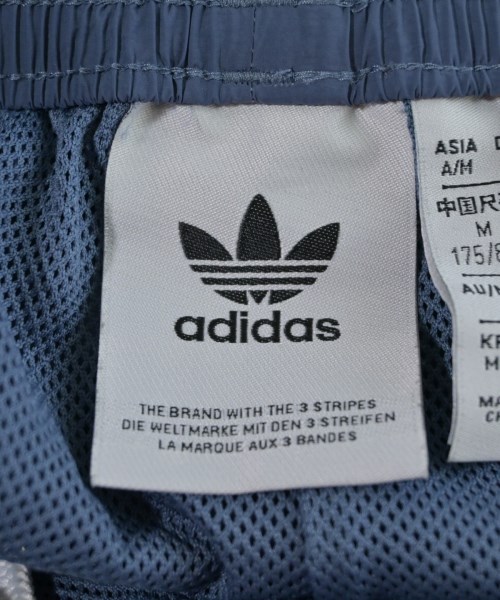 adidas
THE BRAND WITH THE 3 STRIPES
DIE WELTMARKE MIT DEN 3 STREIFEN
LA MARQUE AUX 3 BANDES
ASIA
A/M
中国尺
M
175/8